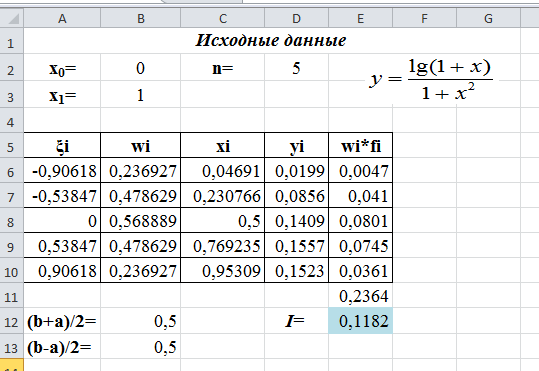 A B C D E F G
1 Исходные данные
2 x₀= 0 n= 5 y = lg(1 + x) / 1 + x²
3 x₁= 1
4
5 ξi wi xi yi wi*fi
6 -0,90618 0,236927 0,04691 0,0199 0,0047
7 -0,53847 0,478629 0,230766 0,0856 0,041
8 0 0,568889 0,5 0,1409 0,0801
9 0,53847 0,478629 0,769235 0,1557 0,0745
10 0,90618 0,236927 0,95309 0,1523 0,0361
11 0,2364
12 (b+a)/2= 0,5 I= 0,1182
13 (b-a)/2= 0,5